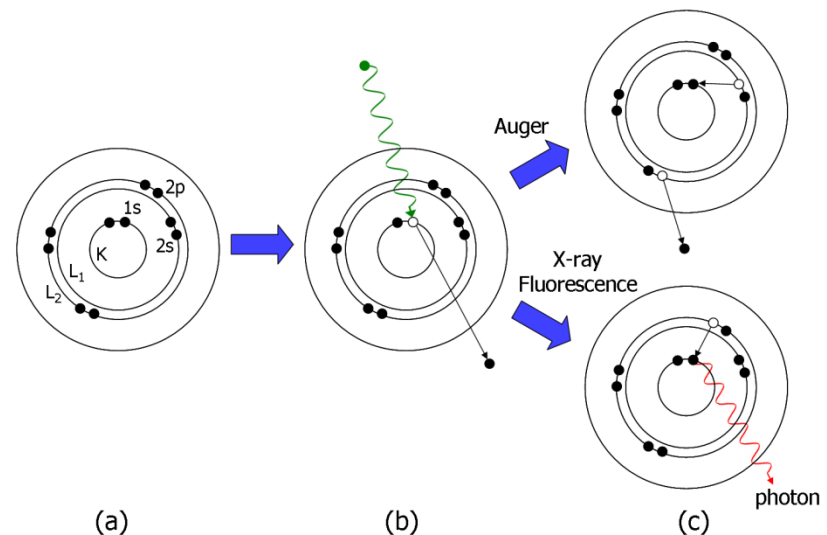 2p
1s
2s
K
L₁
L₂
(a)
(b)
Auger
X-ray
Fluorescence
photon
(c)